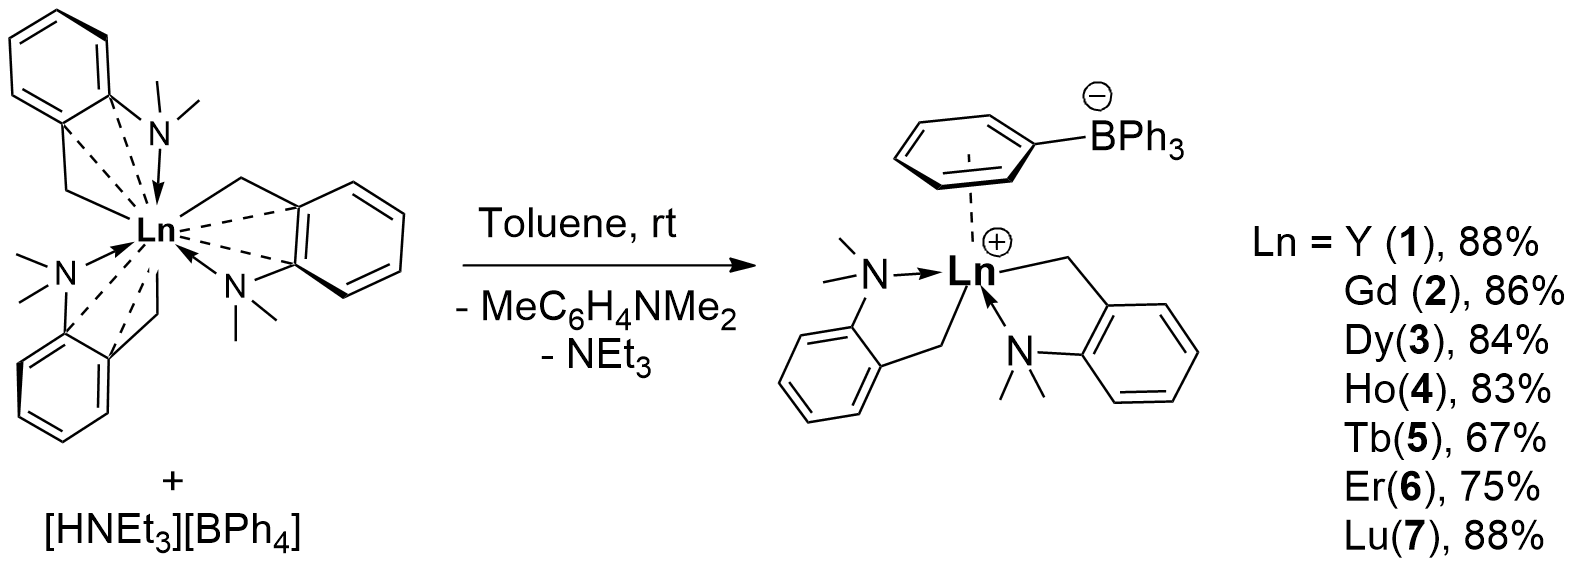 N
Ln
N
N
+
[HNEt₃][BPh₄]
Toluene, rt
- MeC₆H₄NMe₂
- NEt₃
⊖
BPh₃
⊕
N
Ln
N
Ln = Y (1), 88%
Gd (2), 86%
Dy(3), 84%
Ho(4), 83%
Tb(5), 67%
Er(6), 75%
Lu(7), 88%